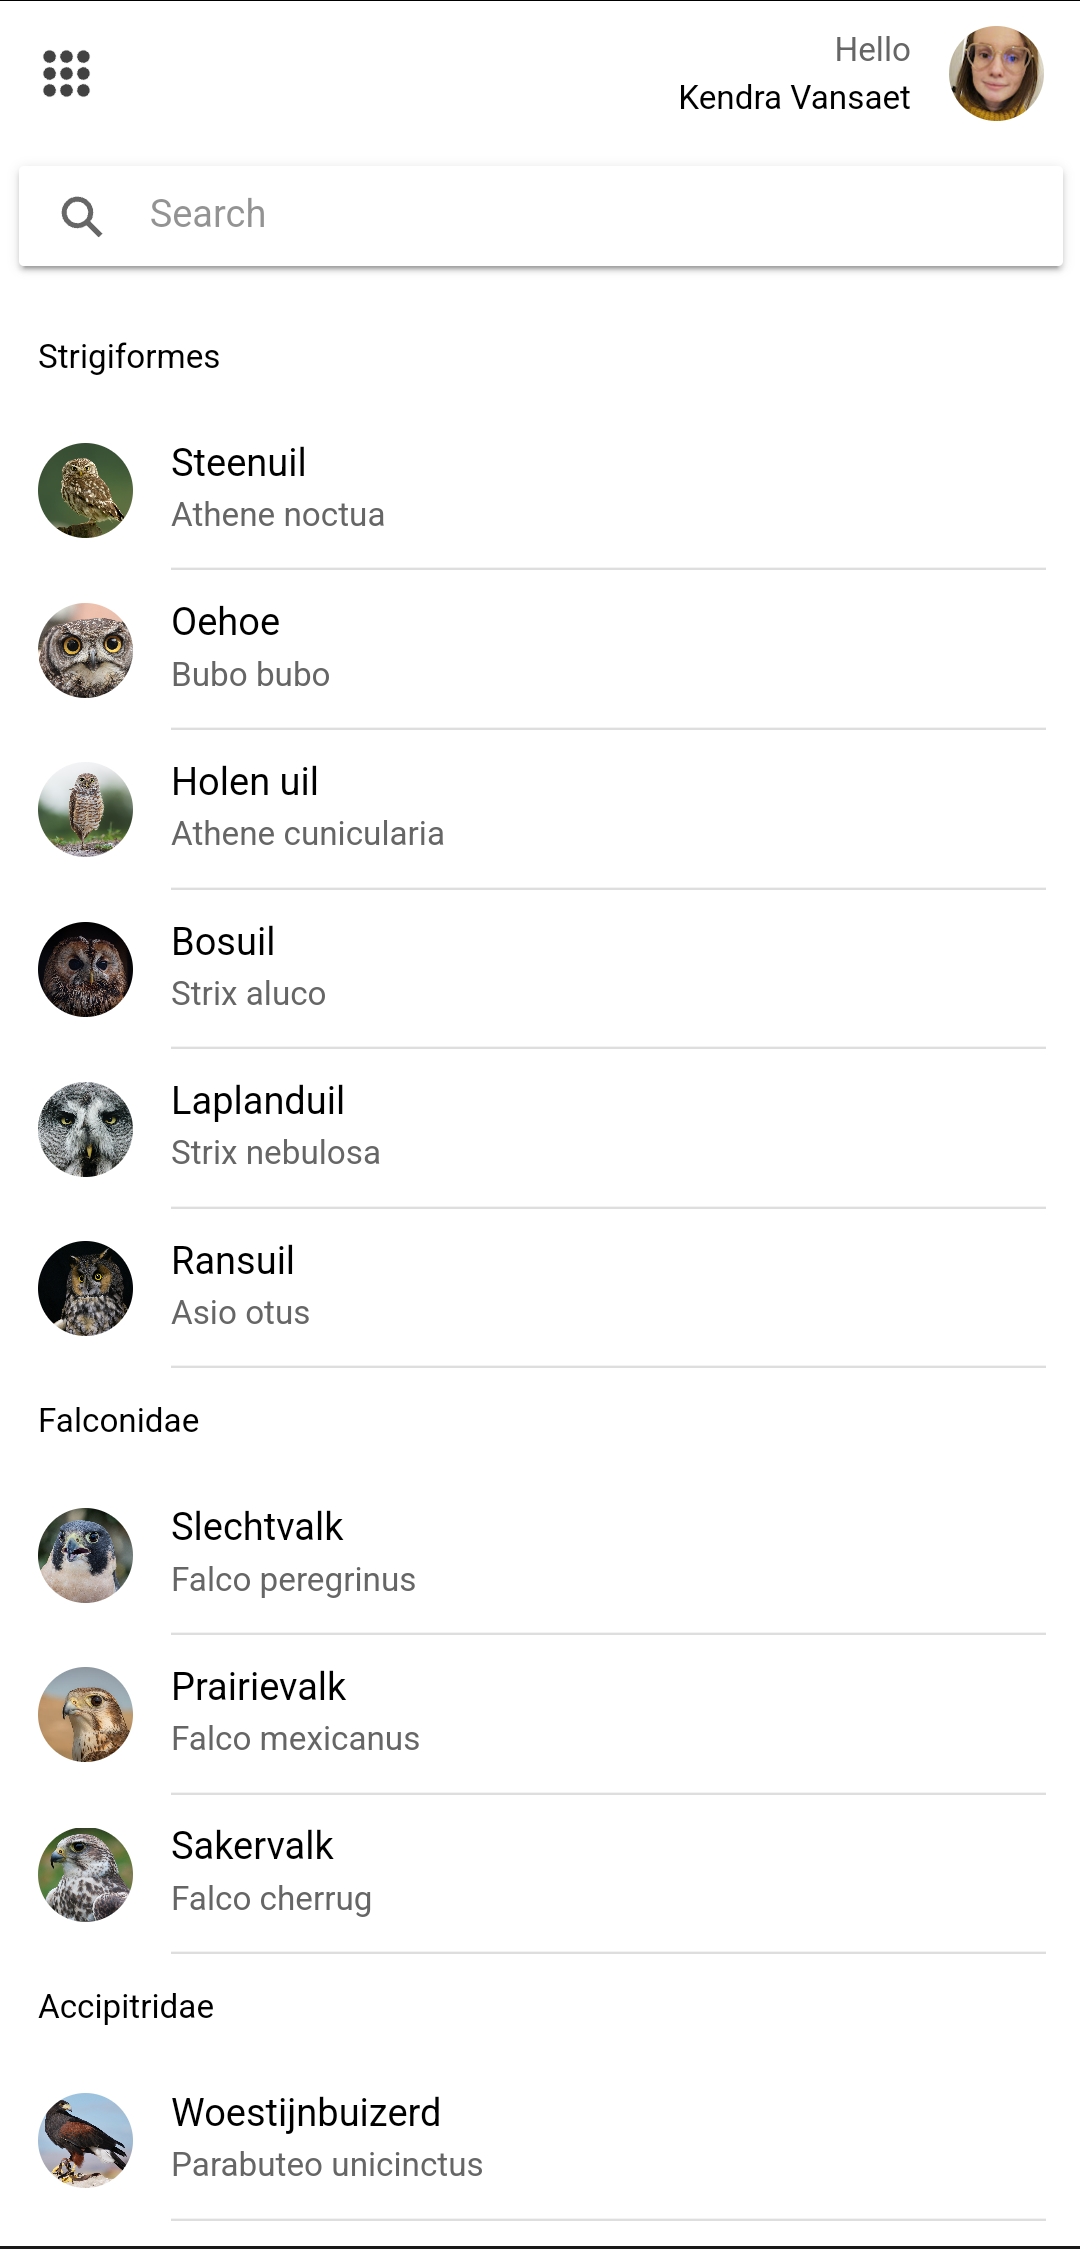 Hello
Kendra Vansaet
Search
Strigiformes
Steenuil
Athene noctua
Oehoe
Bubo bubo
Holen uil
Athene cunicularia
Bosuil
Strix aluco
Laplanduil
Strix nebulosa
Ransuil
Asio otus
Falconidae
Slechtvalk
Falco peregrinus
Prairievalk
Falco mexicanus
Sakervalk
Falco cherrug
Accipitridae
Woestijnbuizerd
Parabuteo unicinctus